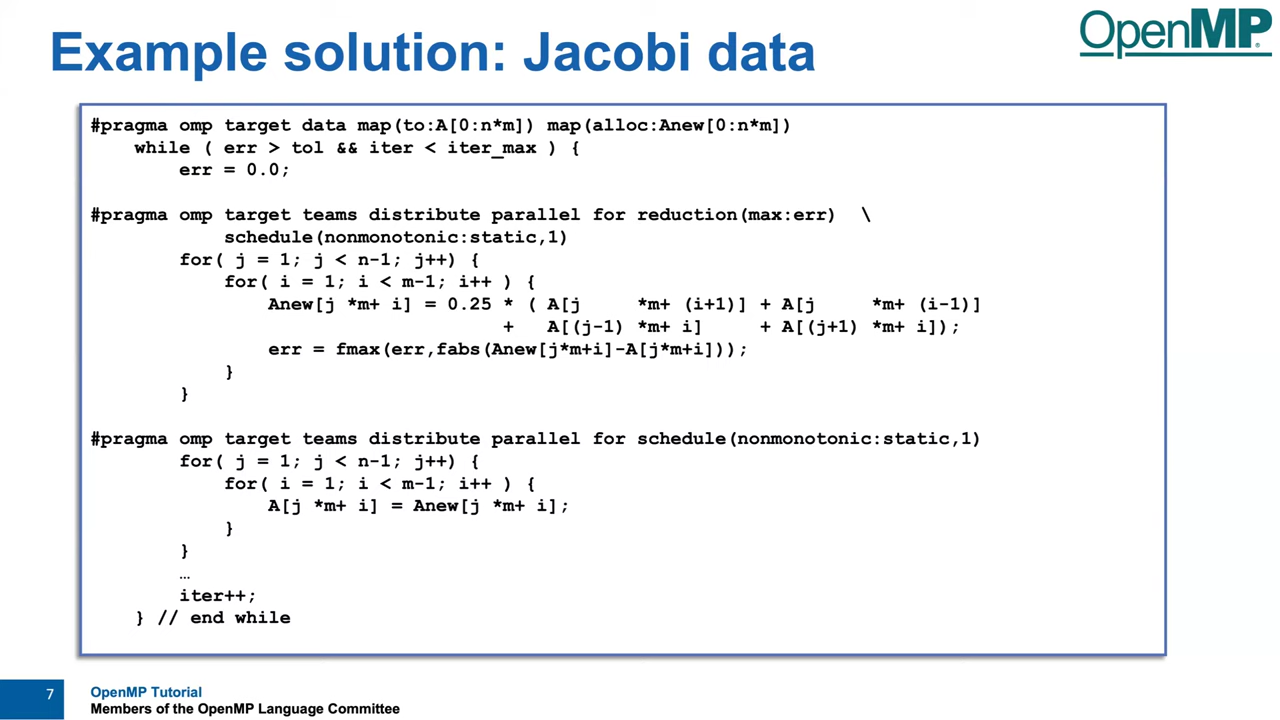 Example solution: Jacobi data
OpenMP
#pragma omp target data map(to:A[0:n*m]) map(alloc:Anew[0:n*m])
    while ( err > tol && iter < iter_max ) {
        err = 0.0;
#pragma omp target teams distribute parallel for reduction(max:err)  \
            schedule(nonmonotonic:static,1)
        for( j = 1; j < n-1; j++) {
            for( i = 1; i < m-1; i++ ) {
                Anew[j *m+ i] = 0.25 * ( A[j     *m+ (i+1)] + A[j     *m+ (i-1)]
                                     +   A[(j-1) *m+ i]     + A[(j+1) *m+ i]);
                err = fmax(err,fabs(Anew[j*m+i]-A[j*m+i]));
            }
        }
#pragma omp target teams distribute parallel for schedule(nonmonotonic:static,1)
        for( j = 1; j < n-1; j++) {
            for( i = 1; i < m-1; i++ ) {
                A[j *m+ i] = Anew[j *m+ i];
            }
        }
        …
        iter++;
    } // end while
7
OpenMP Tutorial
Members of the OpenMP Language Committee